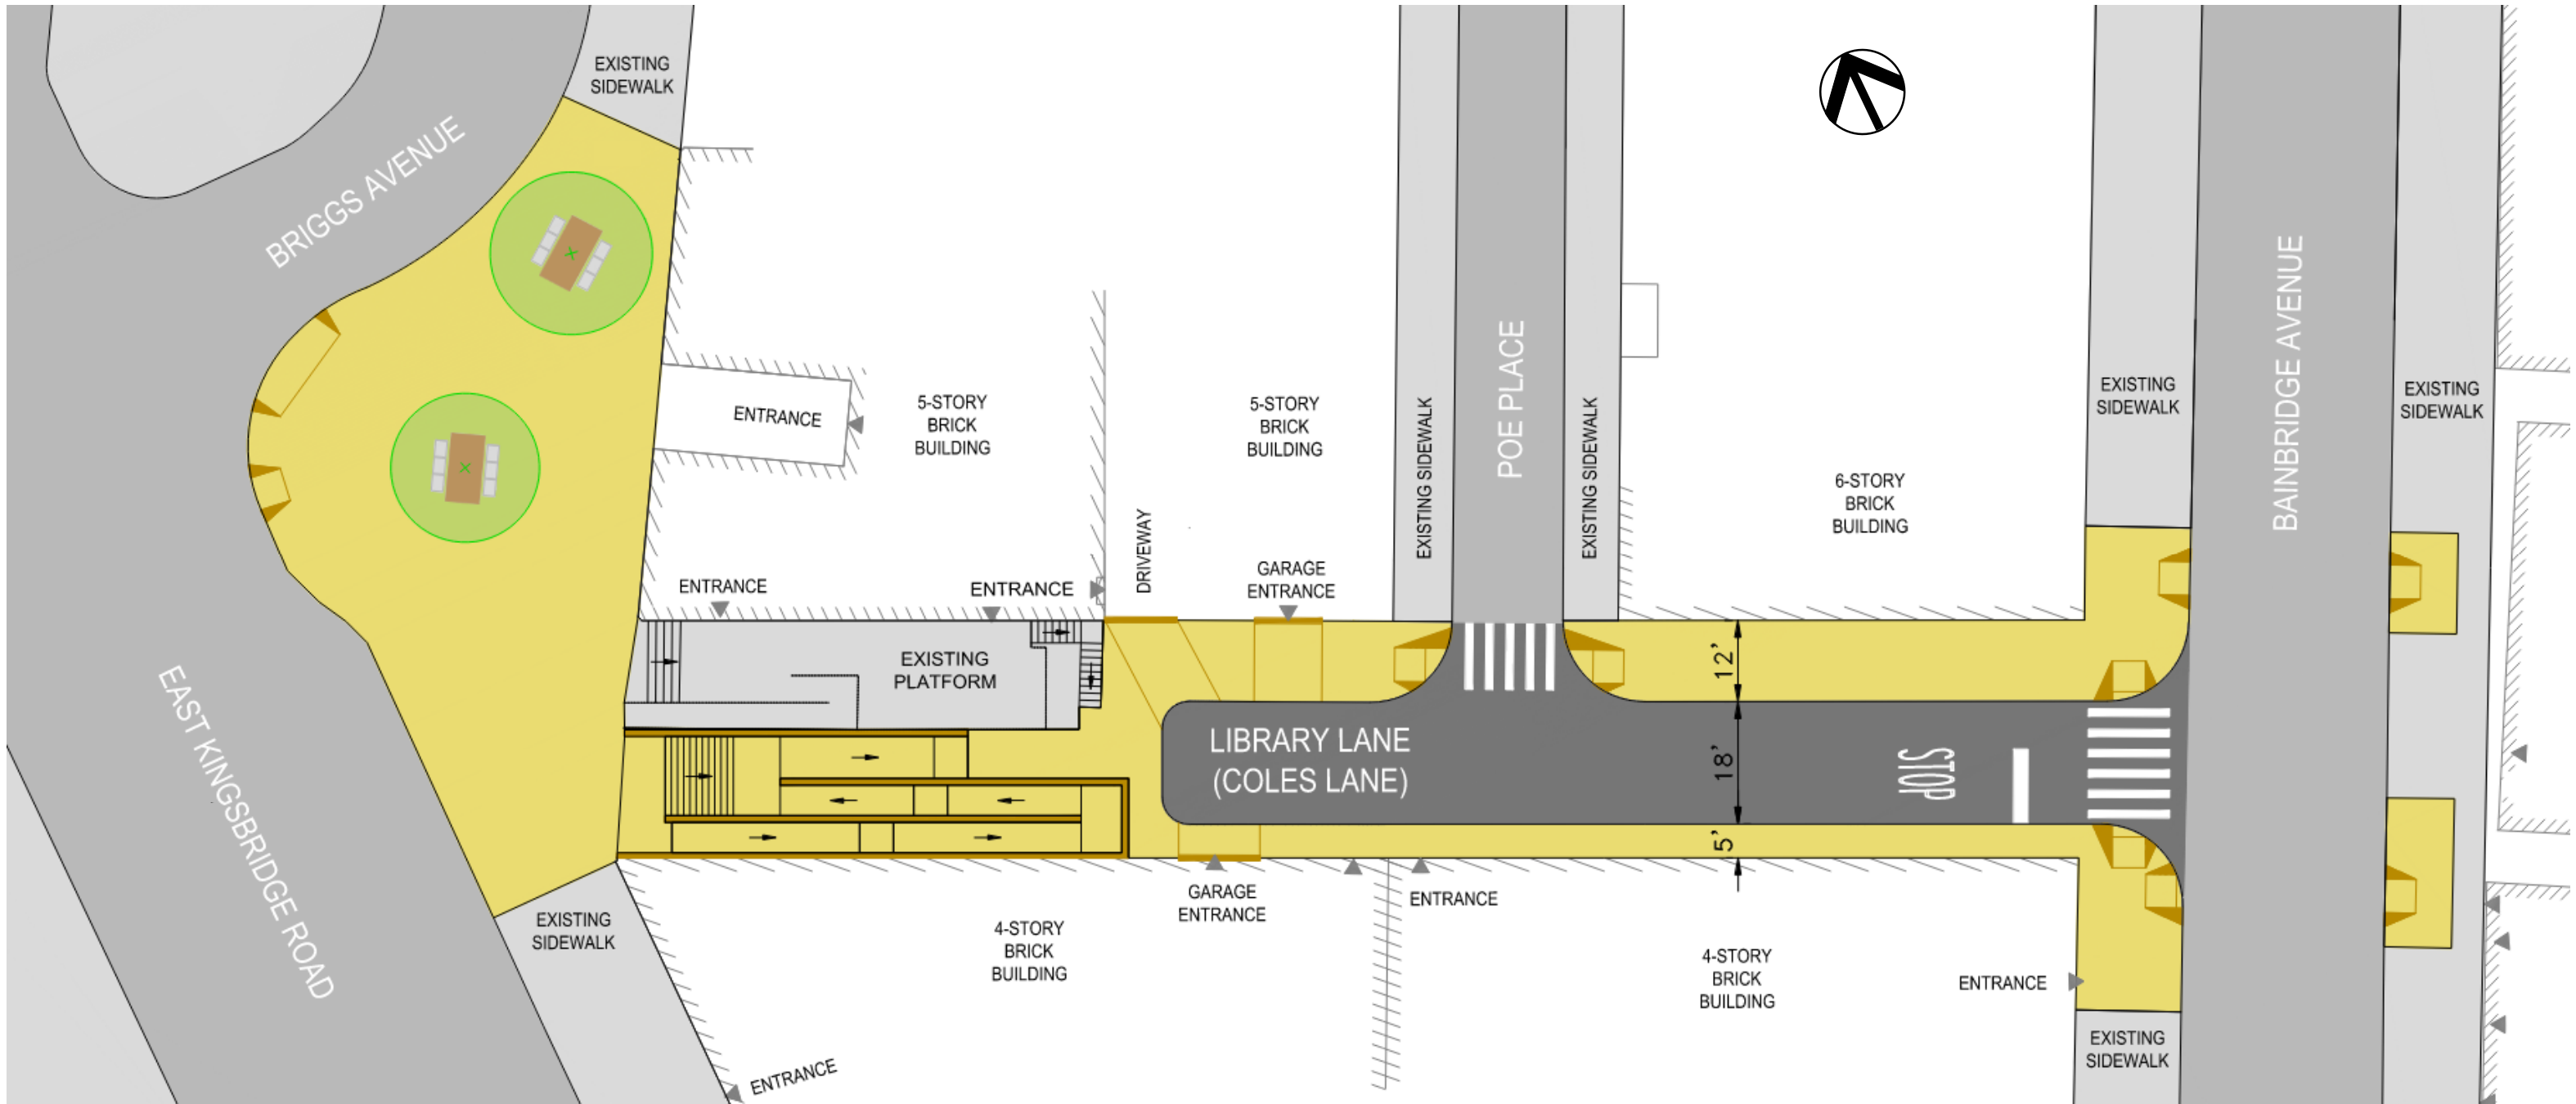 EXISTING
SIDEWALK
BRIGGS AVENUE
ENTRANCE
5-STORY
BRICK
BUILDING
5-STORY
BRICK
BUILDING
EXISTING SIDEWALK
POE PLACE
EXISTING SIDEWALK
6-STORY
BRICK
BUILDING
EXISTING
SIDEWALK
BAINBRIDGE AVENUE
EXISTING
SIDEWALK
ENTRANCE
ENTRANCE
DRIVEWAY
GARAGE
ENTRANCE
EXISTING
PLATFORM
12'
EAST KINGSBRIDGE ROAD
LIBRARY LANE
(COLES LANE)
18'
STOP
5'
EXISTING
SIDEWALK
4-STORY
BRICK
BUILDING
GARAGE
ENTRANCE
ENTRANCE
4-STORY
BRICK
BUILDING
ENTRANCE
EXISTING
SIDEWALK
ENTRANCE